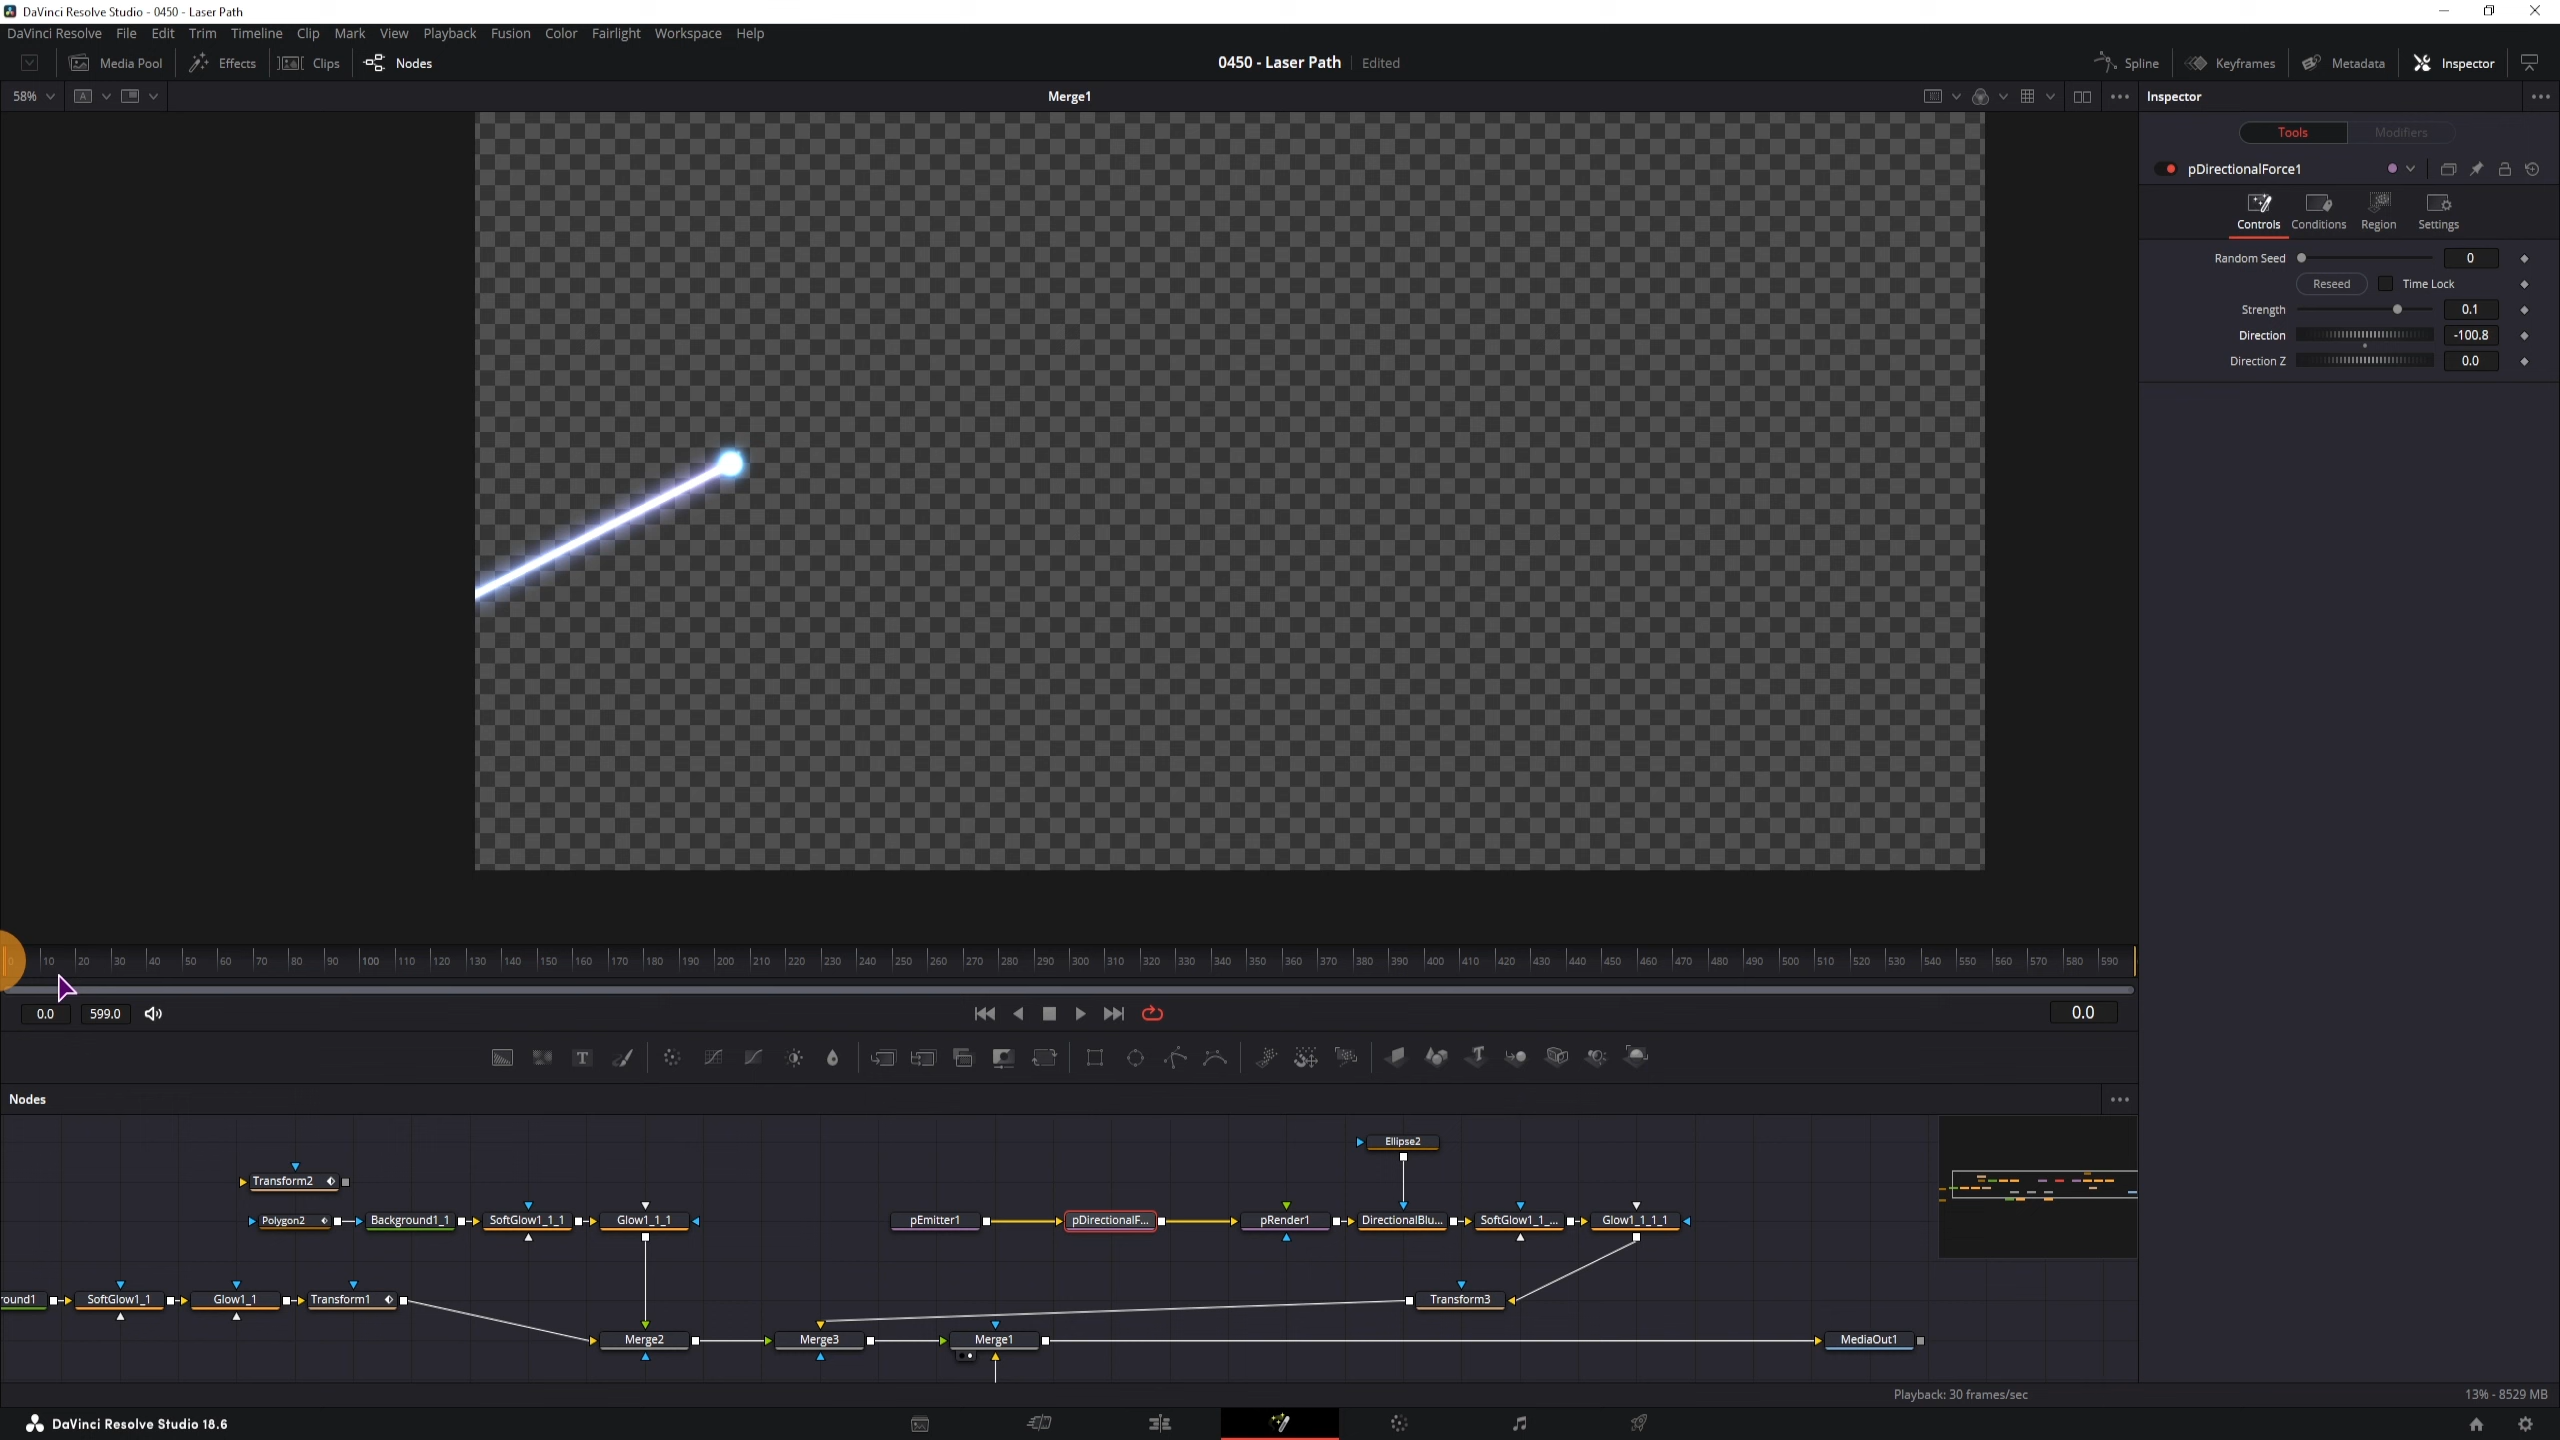 DaVinci Resolve Studio - 0450 - Laser Path
DaVinci Resolve File Edit Trim Timeline Clip Mark View Playback Fusion Color Fairlight Workspace Help
Media Pool Effects Clips Nodes 0450 - Laser Path Edited Spline Keyframes Metadata Inspector
58% A Merge1 Inspector
Tools Modifiers
pDirectionalForce1
Controls Conditions Region Settings
Random Seed 0
Reseed Time Lock
Strength 0.1
Direction -100.8
Direction Z 0.0
0 10 20 30 40 50 60 70 80 90 100 110 120 130 140 150 160 170 180 190 200 210 220 230 240 250 260 270 280 290 300 310 320 330 340 350 360 370 380 390 400 410 420 430 440 450 460 470 480 490 500 510 520 530 540 550 560 570 580 590
0.0 599.0 0.0
T T
Nodes
Ellipse2
Transform2
Polygon2 Background1_1 SoftGlow1_1_1 Glow1_1_1 pEmitter1 pDirectionalF... pRender1 DirectionalBlu... SoftGlow1_1_... Glow1_1_1_1
round1 SoftGlow1_1 Glow1_1 Transform1 Transform3
Merge2 Merge3 Merge1 MediaOut1
Playback: 30 frames/sec 13% - 8529 MB
DaVinci Resolve Studio 18.6